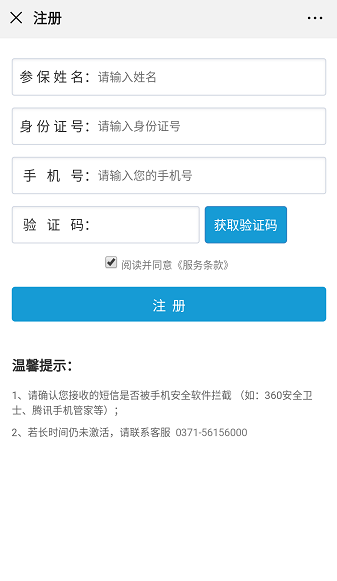 注册
参 保 姓 名： 请输入姓名
身 份 证 号： 请输入身份证号
手 机 号： 请输入您的手机号
验 证 码： 获取验证码
阅读并同意《服务条款》
注 册
温馨提示：
1、请确认您接收的短信是否被手机安全软件拦截 （如：360安全卫
士、腾讯手机管家等）；
2、若长时间仍未激活，请联系客服 0371-56156000